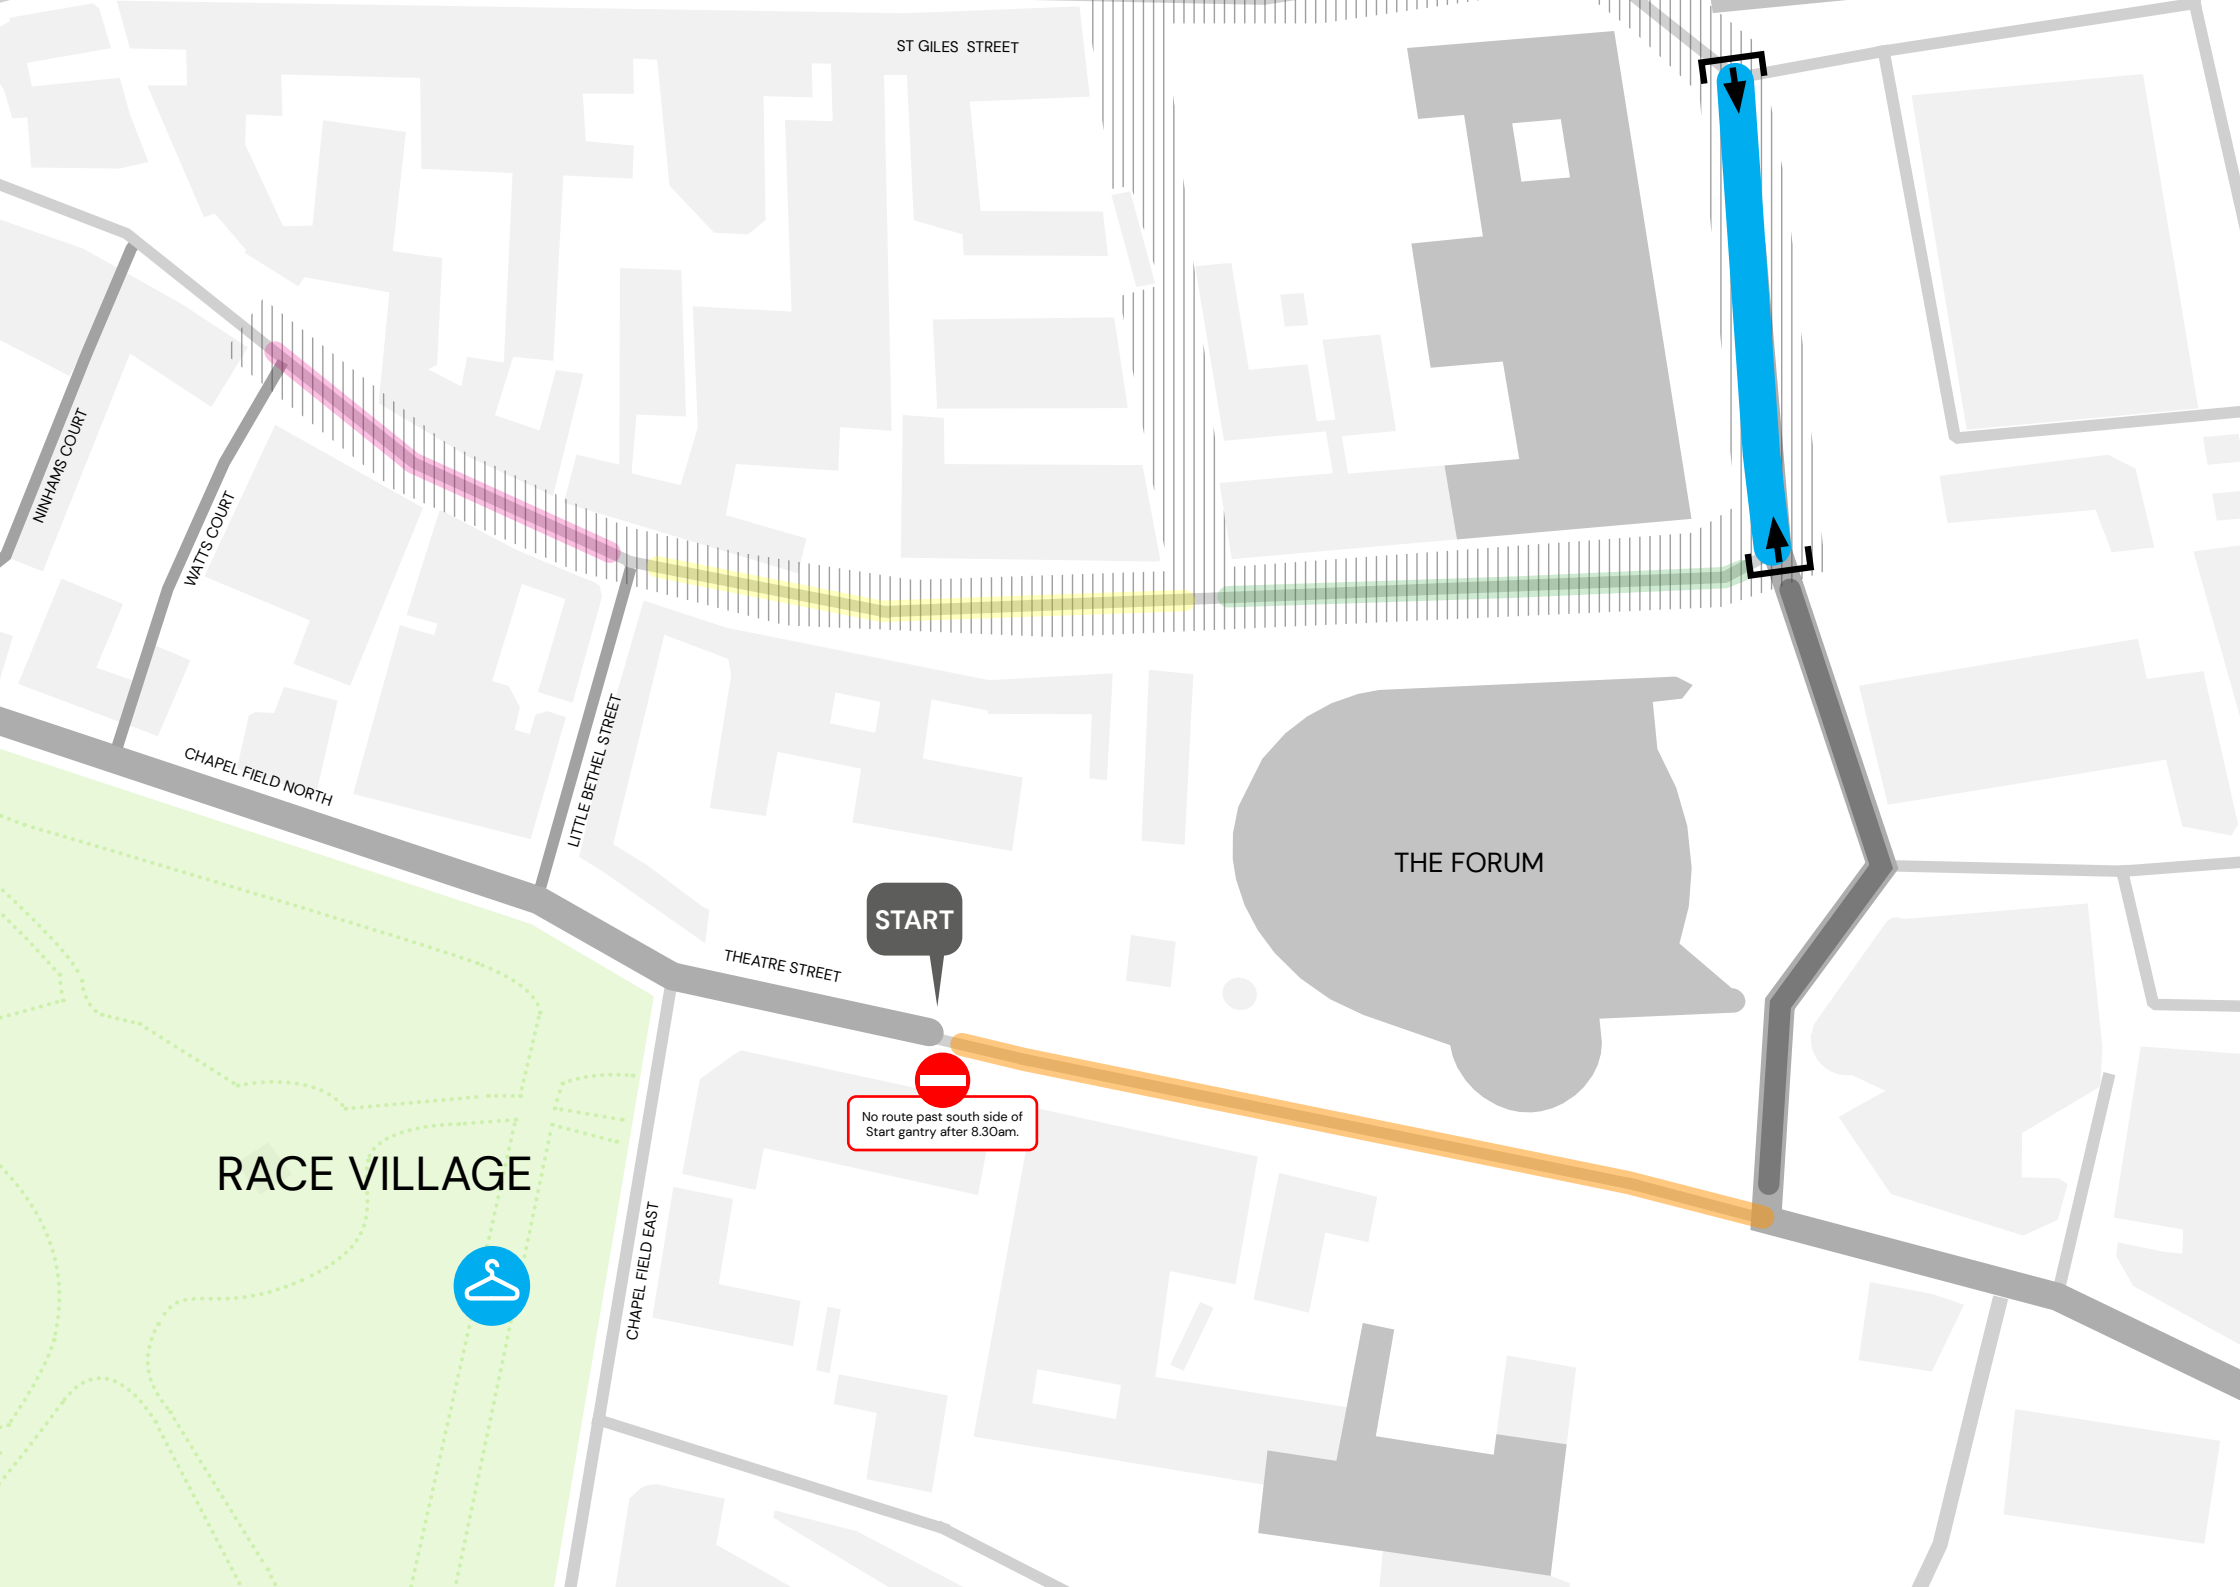 ST GILES  STREET
NINHAMS COURT
WATTS COURT
LITTLE BETHEL STREET
CHAPEL FIELD NORTH
THE FORUM
START
THEATRE STREET
No route past south side of
Start gantry after 8.30am.
RACE VILLAGE
CHAPEL FIELD EAST